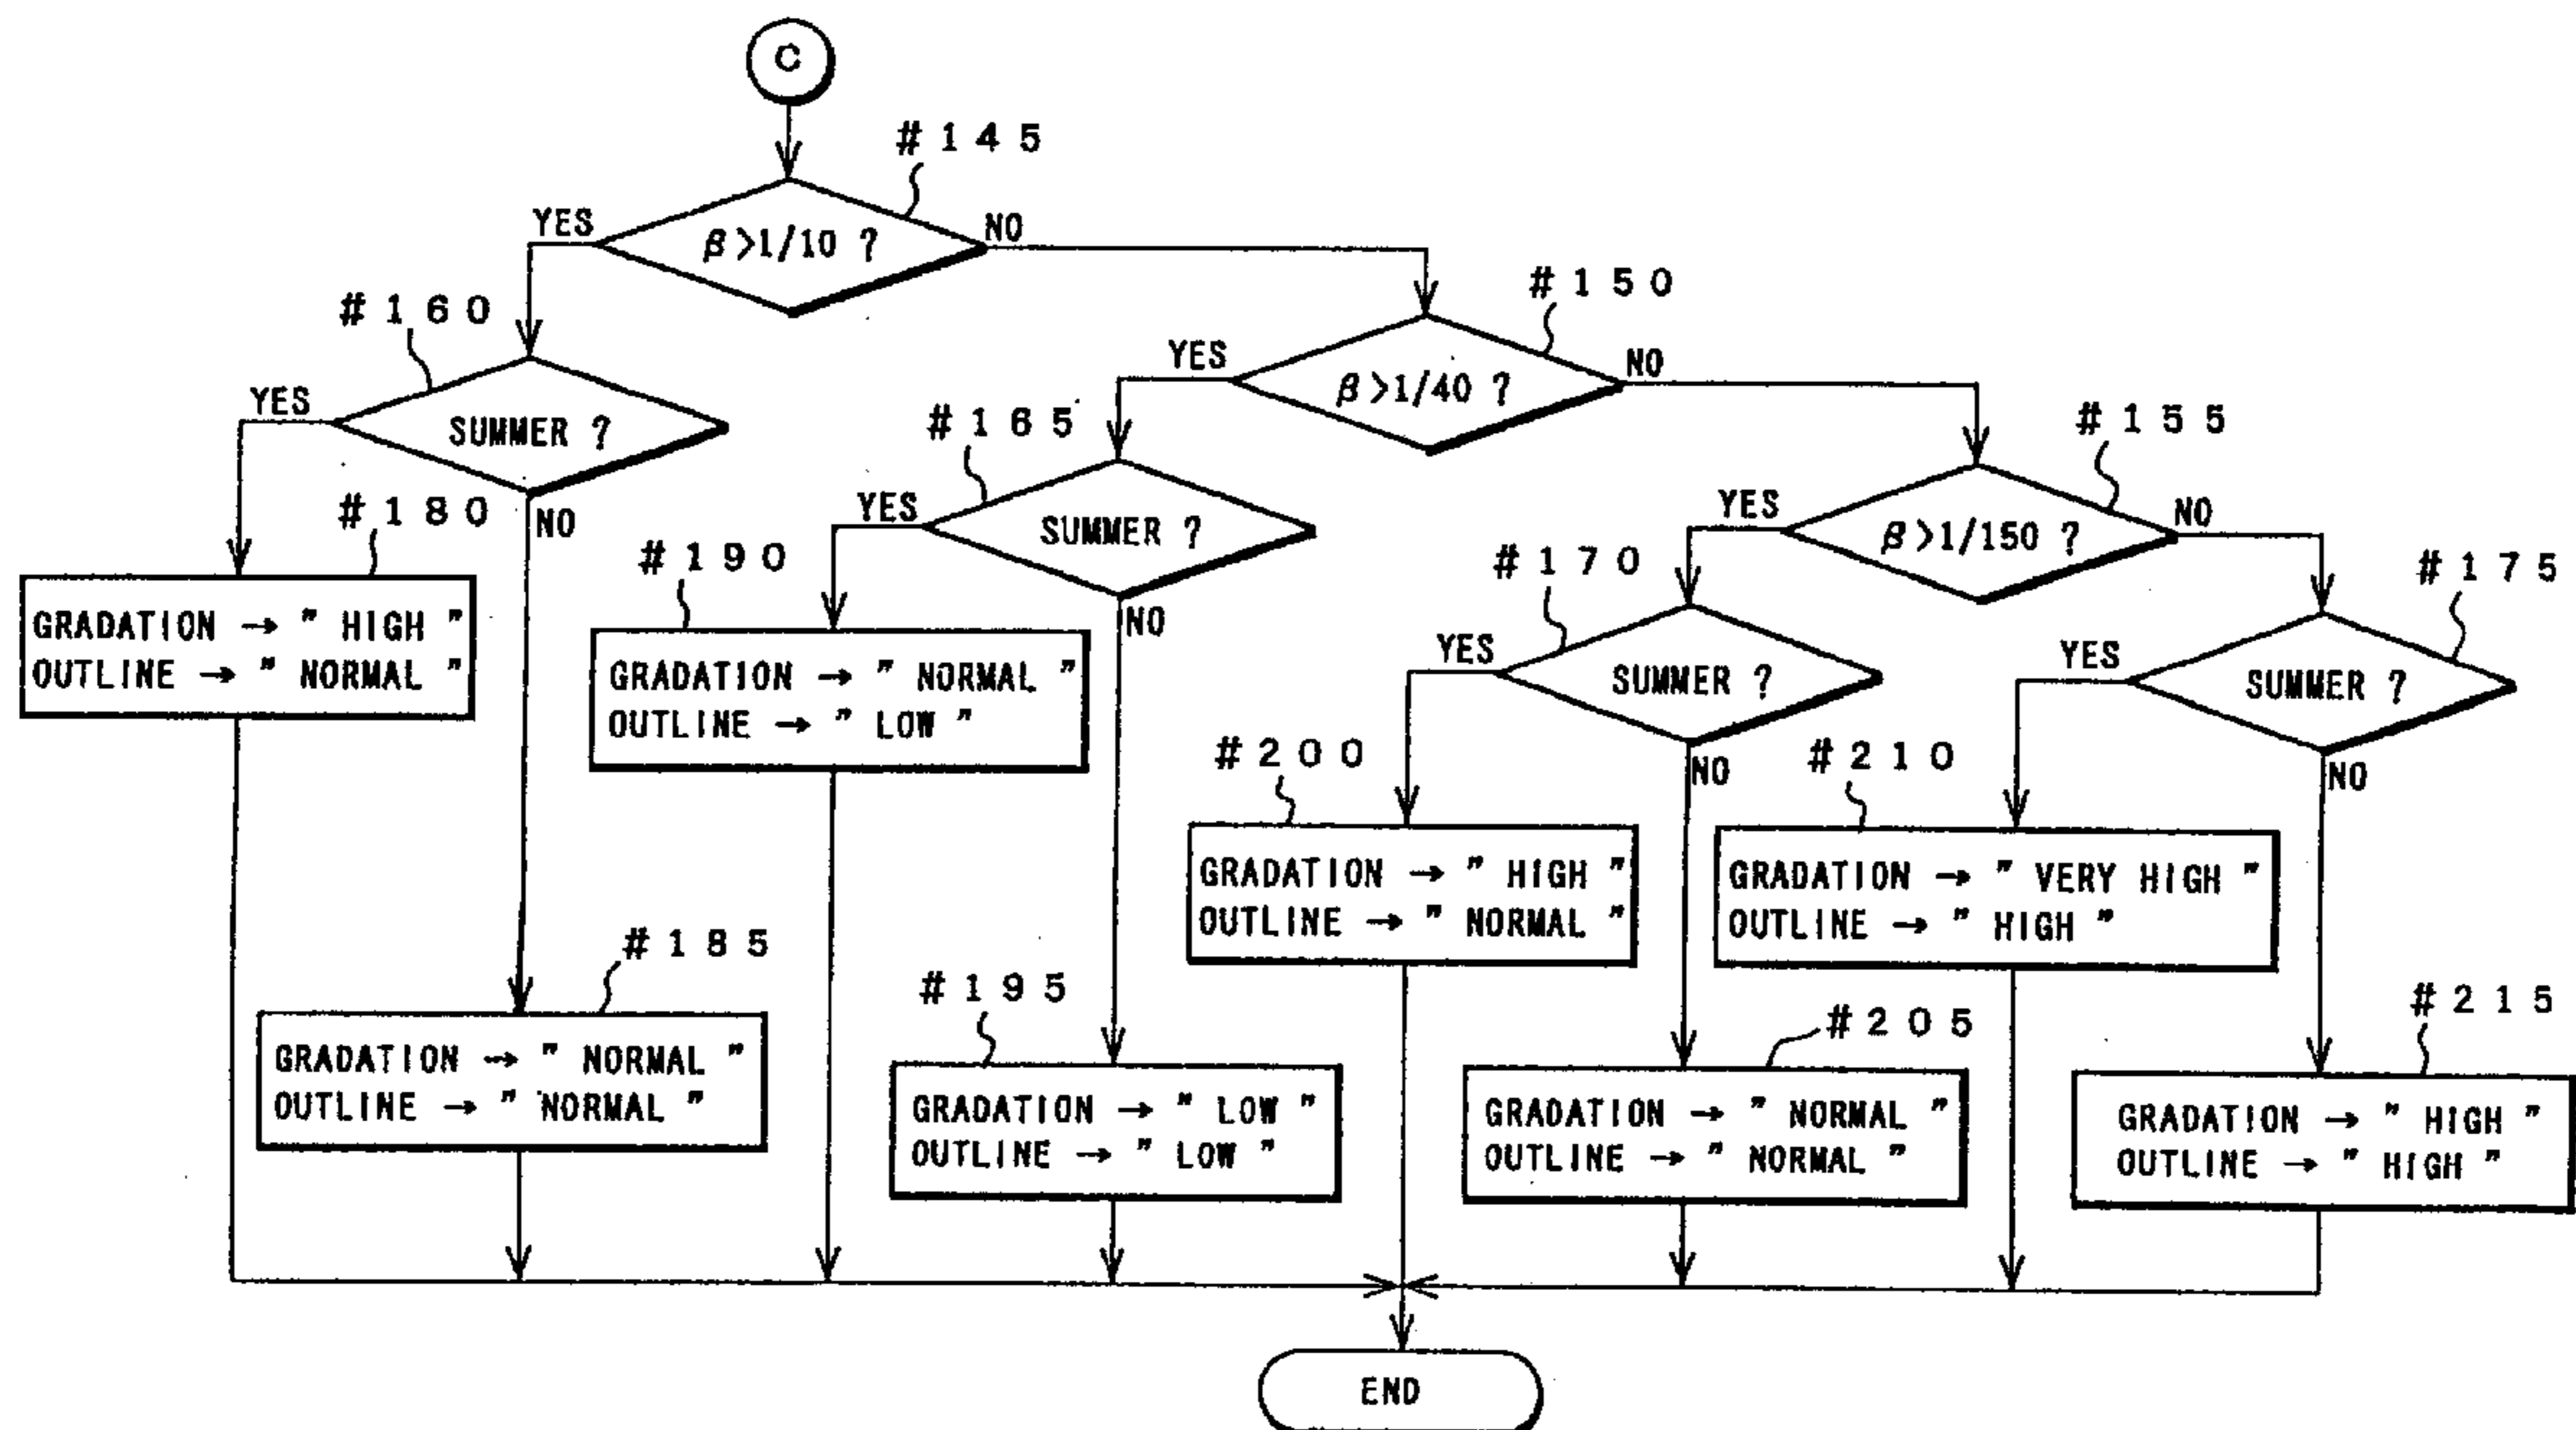 C
#145
YES
β>1/10 ?
NO
#150
#160
YES
β>1/40 ?
NO
YES
SUMMER ?
#165
#155
#180
NO
YES
SUMMER ?
YES
β>1/150 ?
NO
#190
#170
#175
GRADATION → " HIGH "
OUTLINE → " NORMAL "
NO
GRADATION → " NORMAL "
OUTLINE → " LOW "
YES
SUMMER ?
YES
SUMMER ?
#200
NO
#210
NO
GRADATION → " HIGH "
OUTLINE → " NORMAL "
GRADATION → " VERY HIGH "
OUTLINE → " HIGH "
#185
#195
#205
#215
GRADATION → " NORMAL "
OUTLINE → " NORMAL "
GRADATION → " LOW "
OUTLINE → " LOW "
GRADATION → " NORMAL "
OUTLINE → " NORMAL "
GRADATION → " HIGH "
OUTLINE → " HIGH "
END